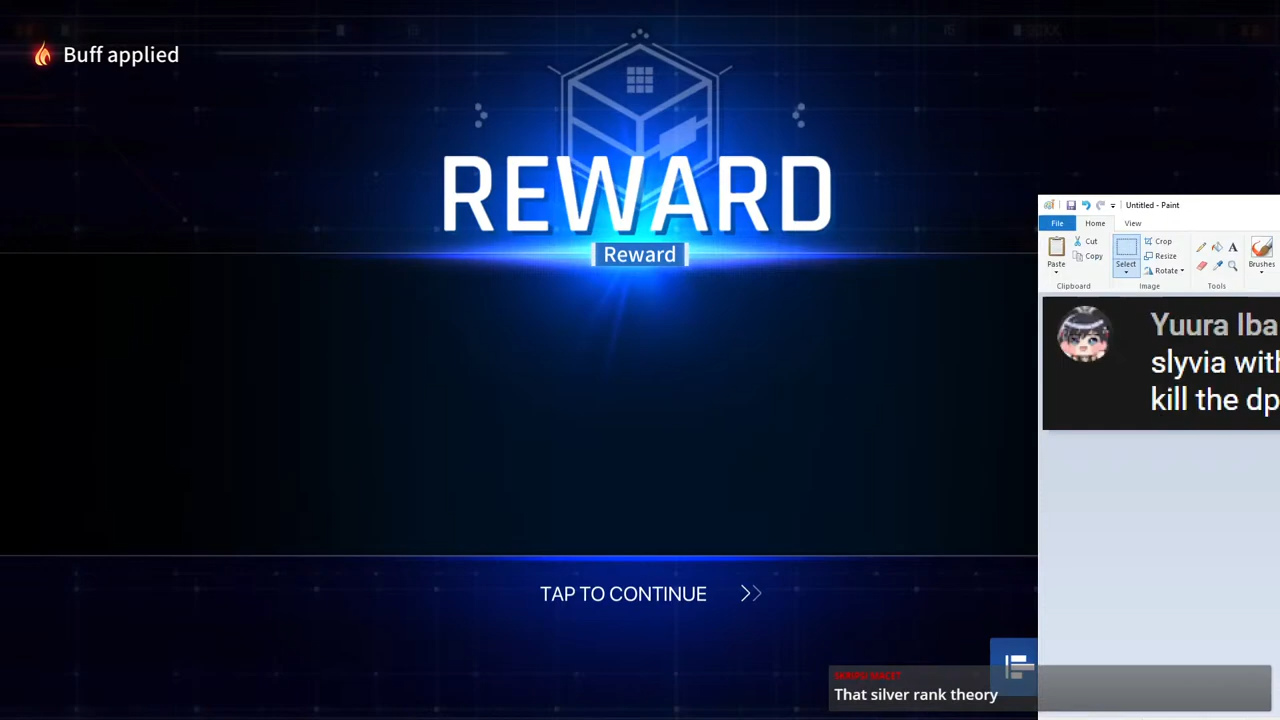 Buff applied
REWARD
Reward
TAP TO CONTINUE
Untitled - Paint
File Home View
Paste
Cut
Copy
Clipboard
Select
Crop
Resize
Rotate
Image
A
Tools
Brushes
Yuura Iba
slyvia with
kill the dp
That silver rank theory